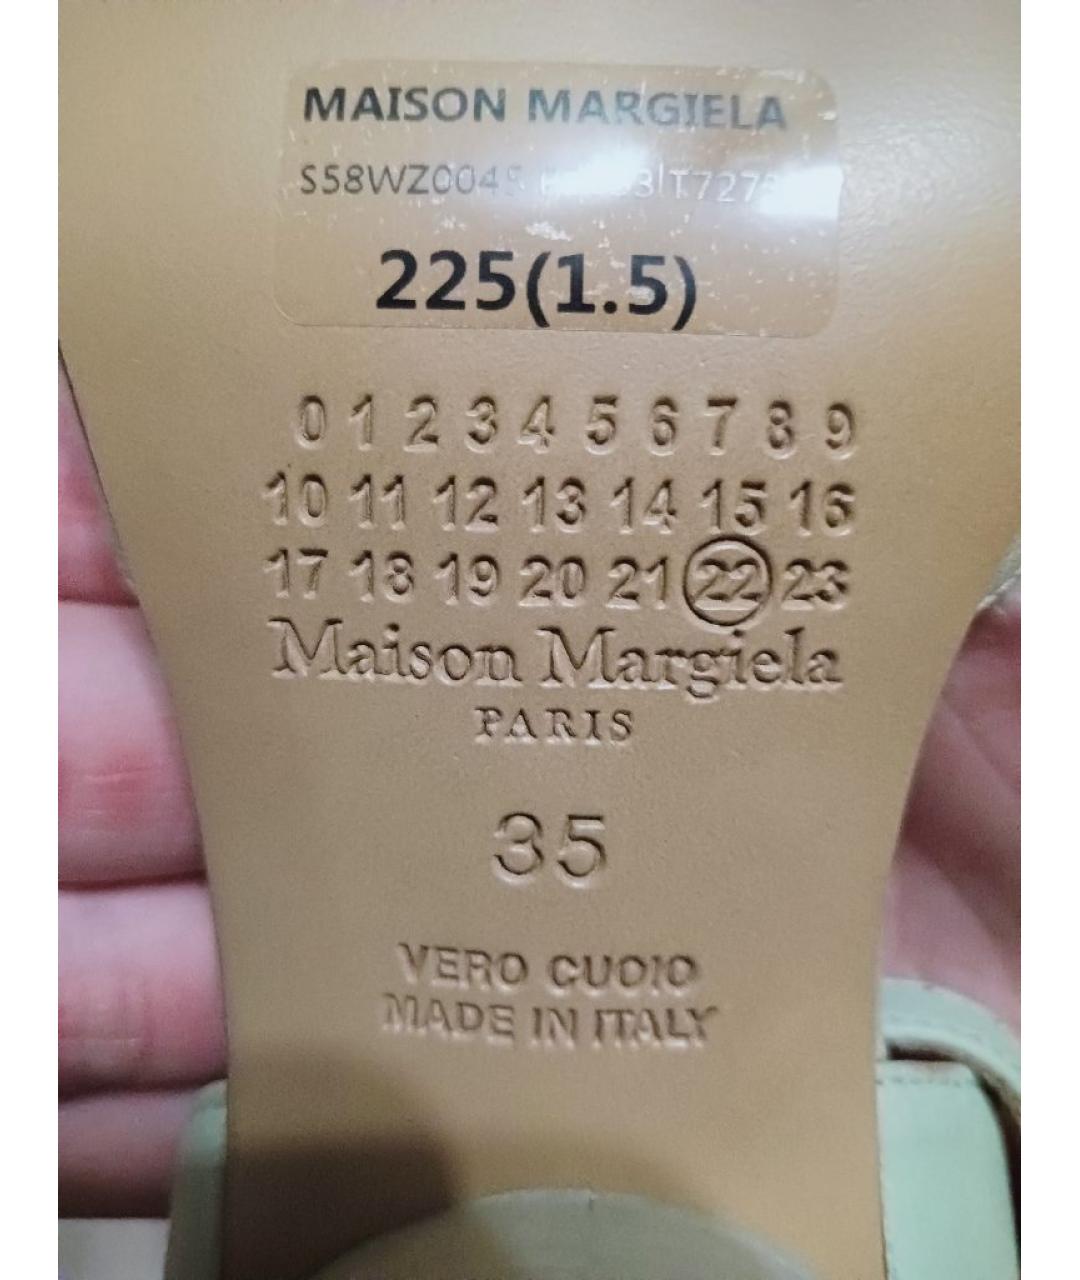 MAISON MARGIELA
225(1.5)
0 1 2 3 4 5 6 7 8 9
10 11 12 13 14 15 16
17 18 19 20 21 22 23
Maison Margiela
PARIS
35
VERO CUOIO
MADE IN ITALY